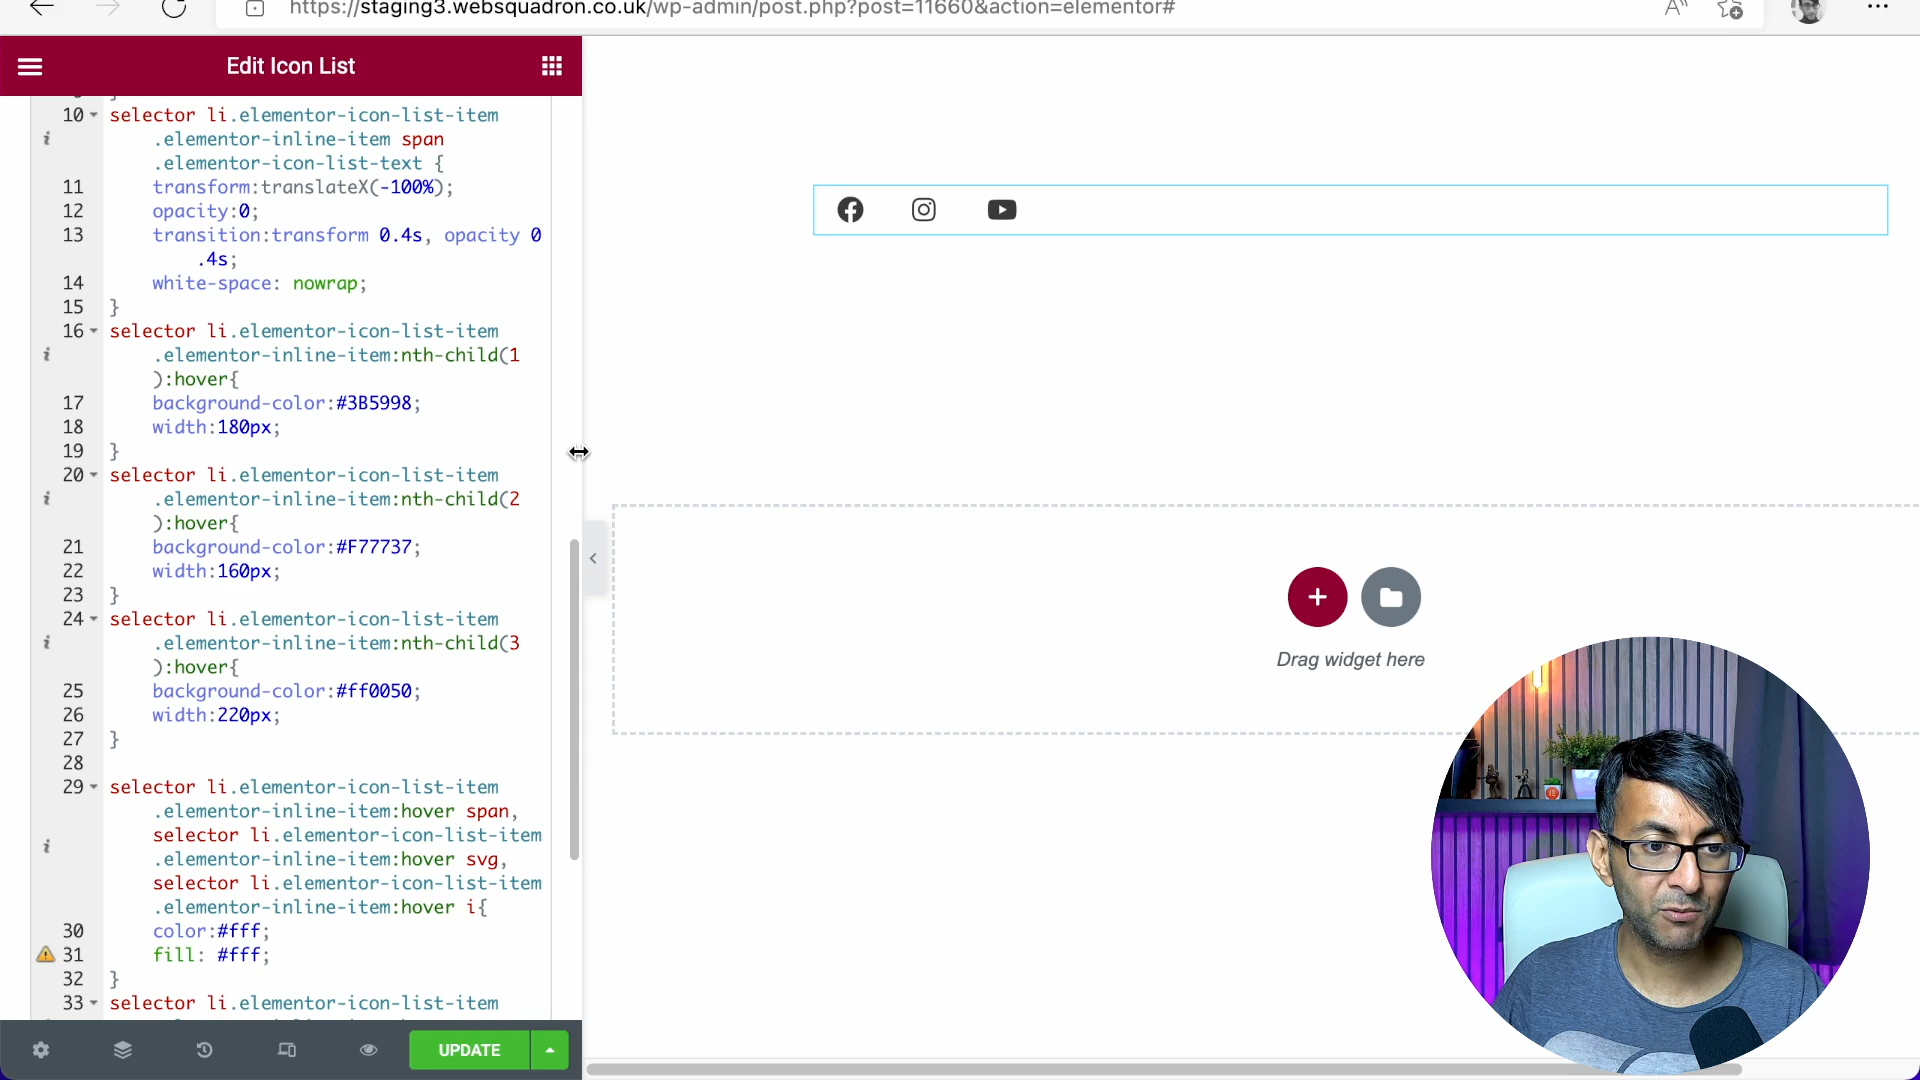 https://staging3.websquadron.co.uk/wp-admin/post.php?post=11660&action=elementor#
Edit Icon List
10 selector li.elementor-icon-list-item
.elementor-inline-item span
.elementor-icon-list-text {
11 transform:translateX(-100%);
12 opacity:0;
13 transition:transform 0.4s, opacity 0
.4s;
14 white-space: nowrap;
15 }
16 selector li.elementor-icon-list-item
.elementor-inline-item:nth-child(1
):hover{
17 background-color:#3B5998;
18 width:180px;
19 }
20 selector li.elementor-icon-list-item
.elementor-inline-item:nth-child(2
):hover{
21 background-color:#F77737;
22 width:160px;
23 }
24 selector li.elementor-icon-list-item
.elementor-inline-item:nth-child(3
):hover{
25 background-color:#ff0050;
26 width:220px;
27 }
28
29 selector li.elementor-icon-list-item
.elementor-inline-item:hover span,
selector li.elementor-icon-list-item
.elementor-inline-item:hover svg,
selector li.elementor-icon-list-item
.elementor-inline-item:hover i{
30 color:#fff;
31 fill: #fff;
32 }
33 selector li.elementor-icon-list-item
UPDATE
Drag widget here